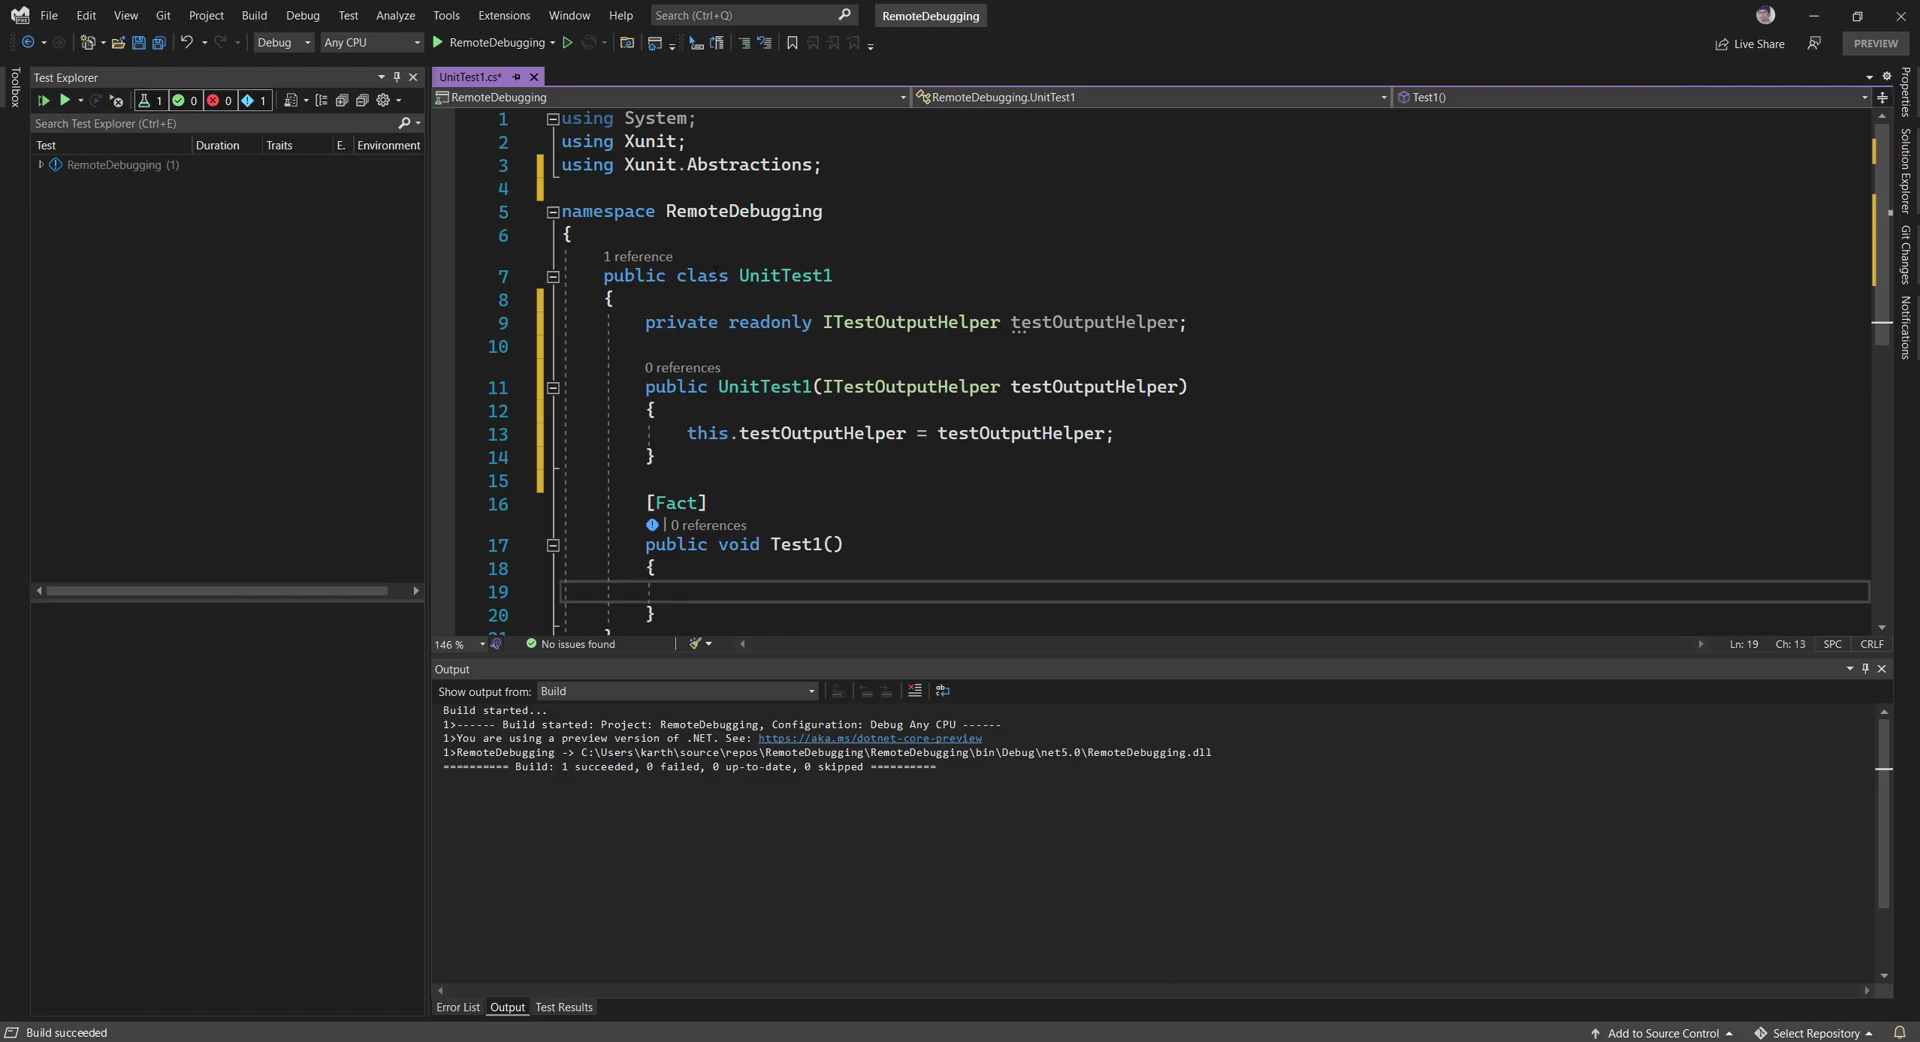 File Edit View Git Project Build Debug Test Analyze Tools Extensions Window Help Search (Ctrl+Q) RemoteDebugging
Debug Any CPU RemoteDebugging Live Share PREVIEW
Toolbox
Test Explorer
1 0 0 1
Search Test Explorer (Ctrl+E)
Test Duration Traits E. Environment
RemoteDebugging (1)
UnitTest1.cs*
RemoteDebugging RemoteDebugging.UnitTest1 Test1()
1 using System;
2 using Xunit;
3 using Xunit.Abstractions;
4
5 namespace RemoteDebugging
6 {
1 reference
7 public class UnitTest1
8 {
9 private readonly ITestOutputHelper testOutputHelper;
10
0 references
11 public UnitTest1(ITestOutputHelper testOutputHelper)
12 {
13 this.testOutputHelper = testOutputHelper;
14 }
15
16 [Fact]
0 references
17 public void Test1()
18 {
19
20 }
21 }
146 % No issues found Ln: 19 Ch: 13 SPC CRLF
Output
Show output from: Build
Build started...
1>------ Build started: Project: RemoteDebugging, Configuration: Debug Any CPU ------
1>You are using a preview version of .NET. See: https://aka.ms/dotnet-core-preview
1>RemoteDebugging -> C:\Users\karth\source\repos\RemoteDebugging\RemoteDebugging\bin\Debug\net5.0\RemoteDebugging.dll
========== Build: 1 succeeded, 0 failed, 0 up-to-date, 0 skipped ==========
Error List Output Test Results
Build succeeded Add to Source Control Select Repository
Properties
Solution Explorer
Git Changes
Notifications